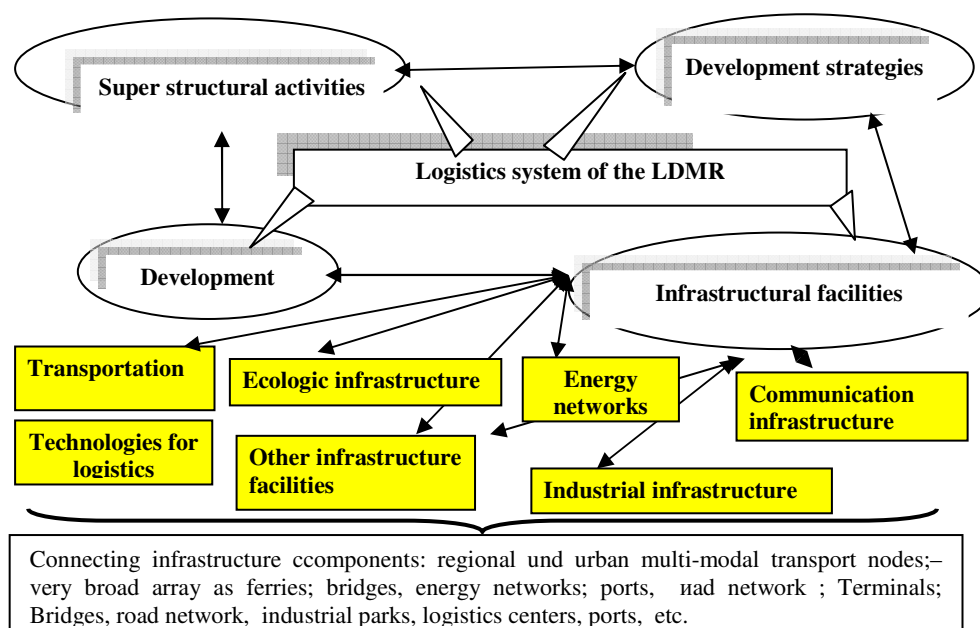 Super structural activities
Development strategies
Logistics system of the LDMR
Development
Infrastructural facilities
Transportation
Ecologic infrastructure
Energy
networks
Communication
infrastructure
Technologies for
logistics
Other infrastructure
facilities
Industrial infrastructure
Connecting infrastructure ccomponents: regional und urban multi-modal transport nodes;–
very broad array as ferries; bridges, energy networks; ports, иad network ; Terminals;
Bridges, road network, industrial parks, logistics centers, ports, etc.